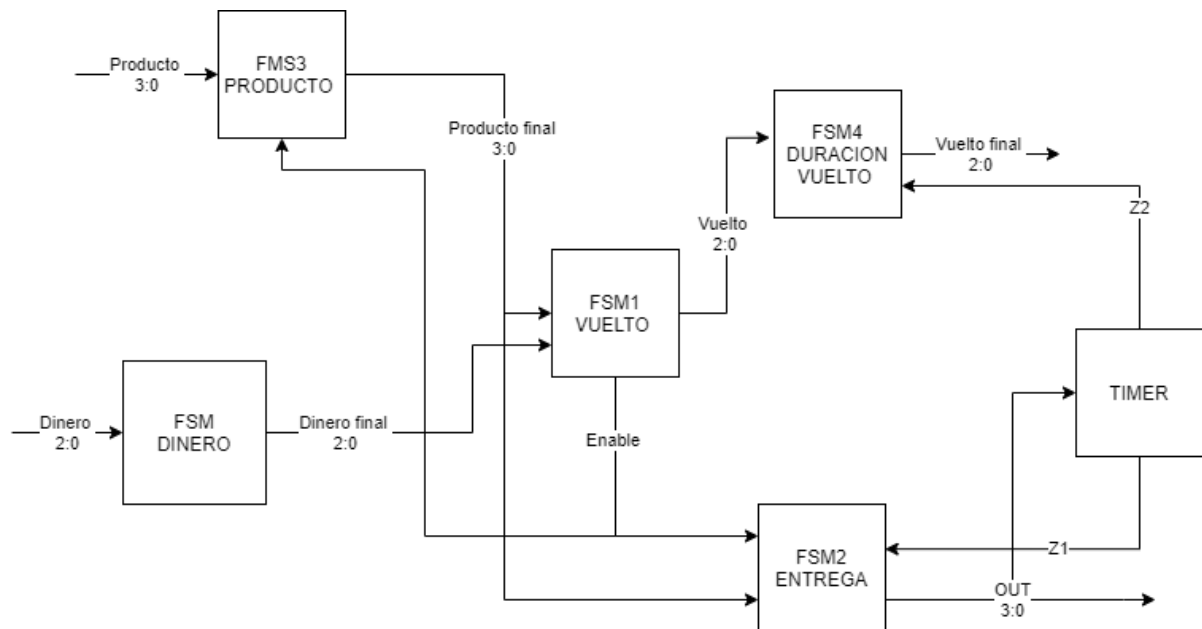 Producto
3:0
FMS3
PRODUCTO
Producto final
3:0
FSM4
DURACION
VUELTO
Vuelto final
2:0
Vuelto
2:0
Z2
FSM1
VUELTO
TIMER
Dinero
2:0
FSM
DINERO
Dinero final
2:0
Enable
FSM2
ENTREGA
Z1
OUT
3:0